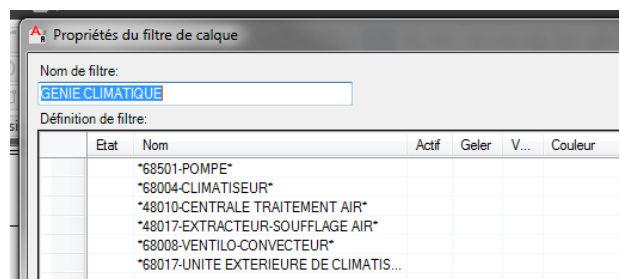 Propriétés du filtre de calque
Nom de filtre:
GENIE CLIMATIQUE
Définition de filtre:
Etat Nom Actif Geler V... Couleur
*68501-POMPE*
*68004-CLIMATISEUR*
*48010-CENTRALE TRAITEMENT AIR*
*48017-EXTRACTEUR-SOUFFLAGE AIR*
*68008-VENTILO-CONVECTEUR*
*68017-UNITE EXTERIEURE DE CLIMATIS...